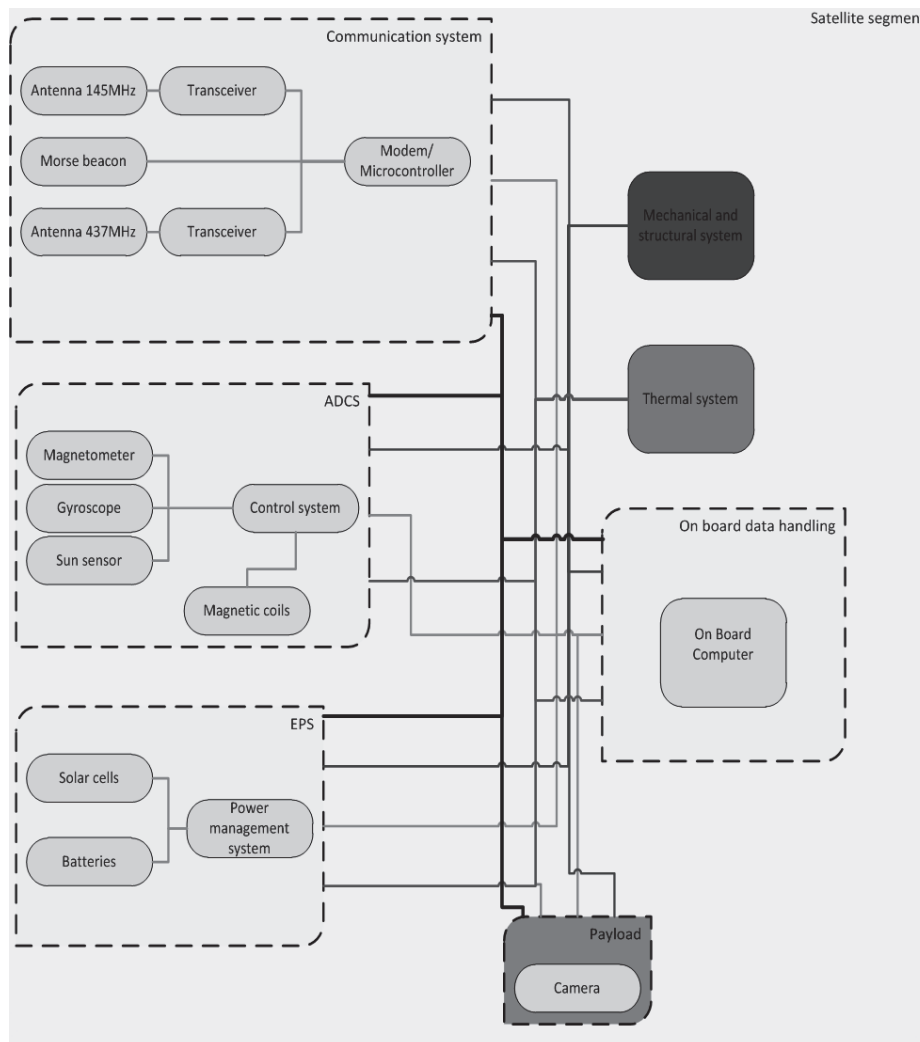 Satellite segmen
Communication system
Antenna 145MHz
Transceiver
Morse beacon
Modem/
Microcontroller
Antenna 437MHz
Transceiver
Mechanical and
structural system
Thermal system
ADCS
Magnetometer
Gyroscope
Control system
Sun sensor
Magnetic coils
On board data handling
On Board
Computer
EPS
Solar cells
Power
management
system
Batteries
Payload
Camera